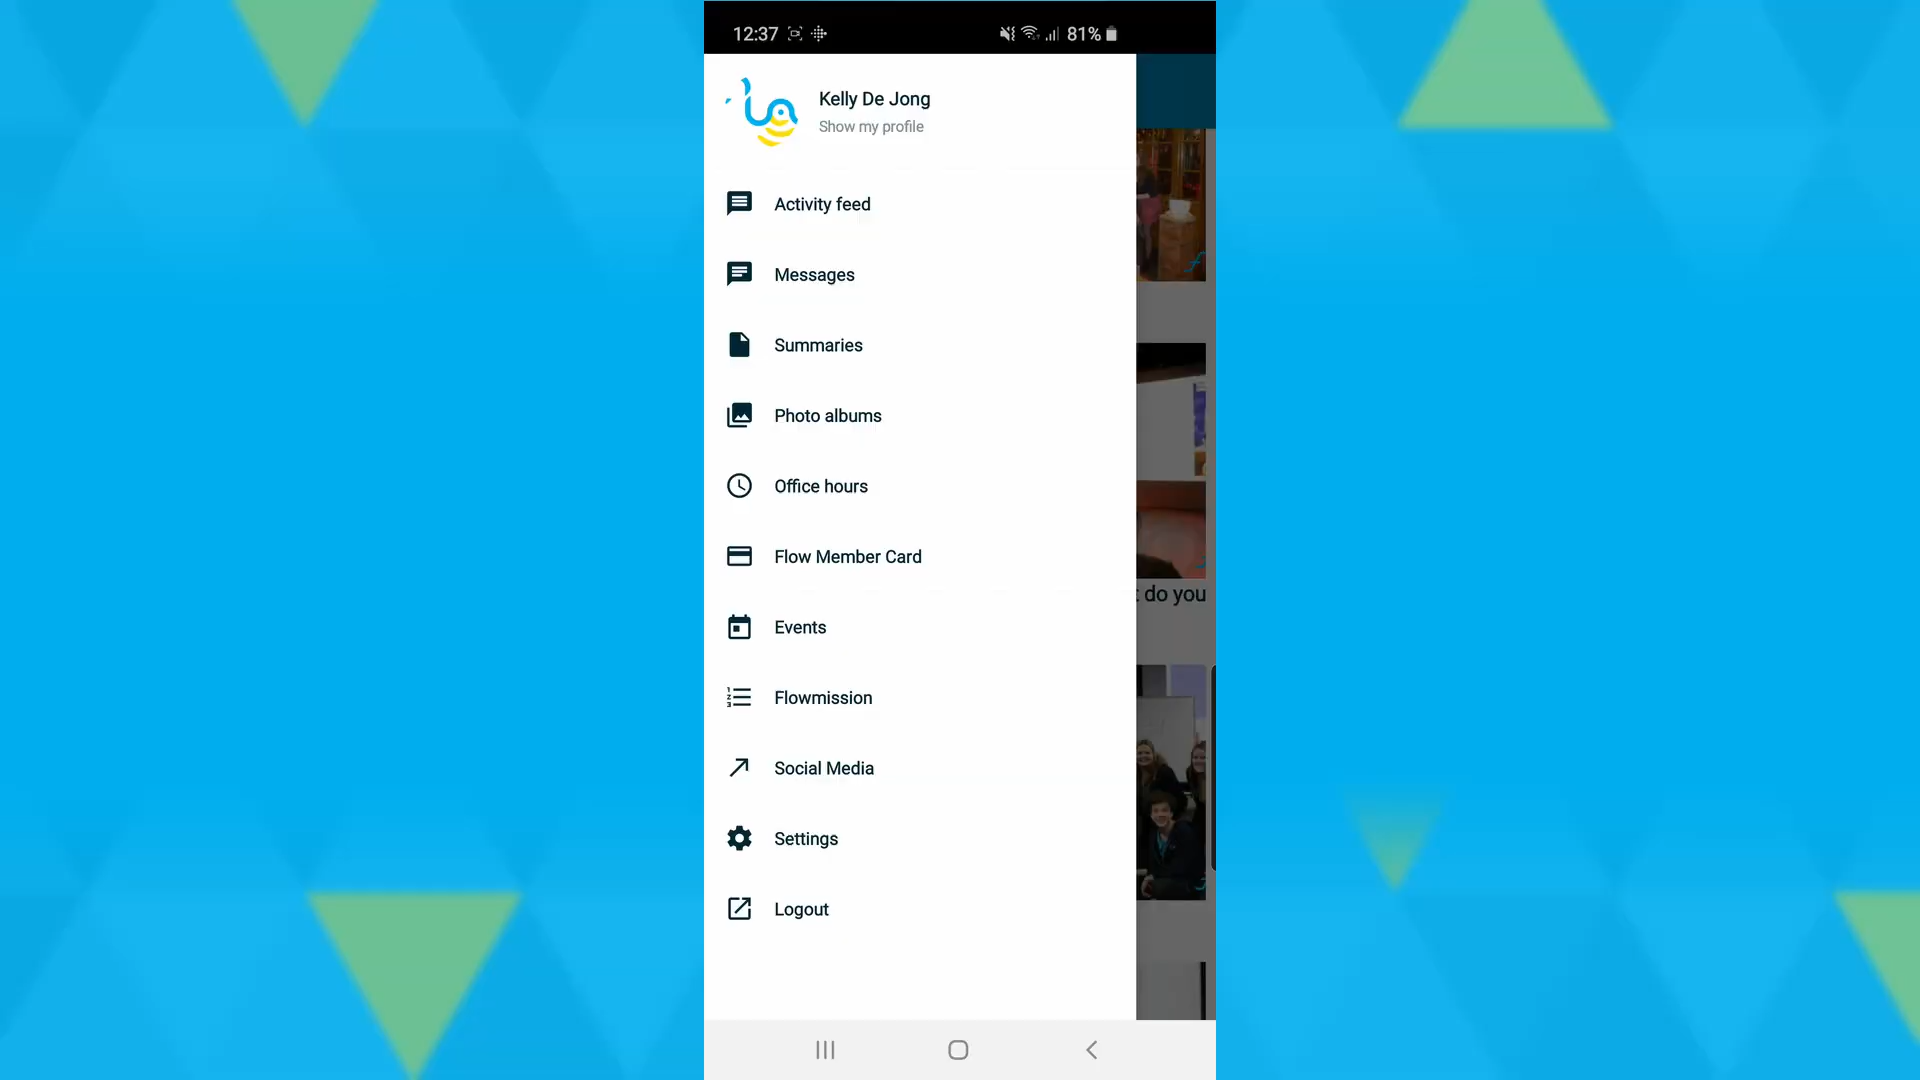 12:37
81%
Kelly De Jong
Show my profile
Activity feed
Messages
Summaries
Photo albums
Office hours
Flow Member Card
Events
do you
Flowmission
Social Media
Settings
Logout